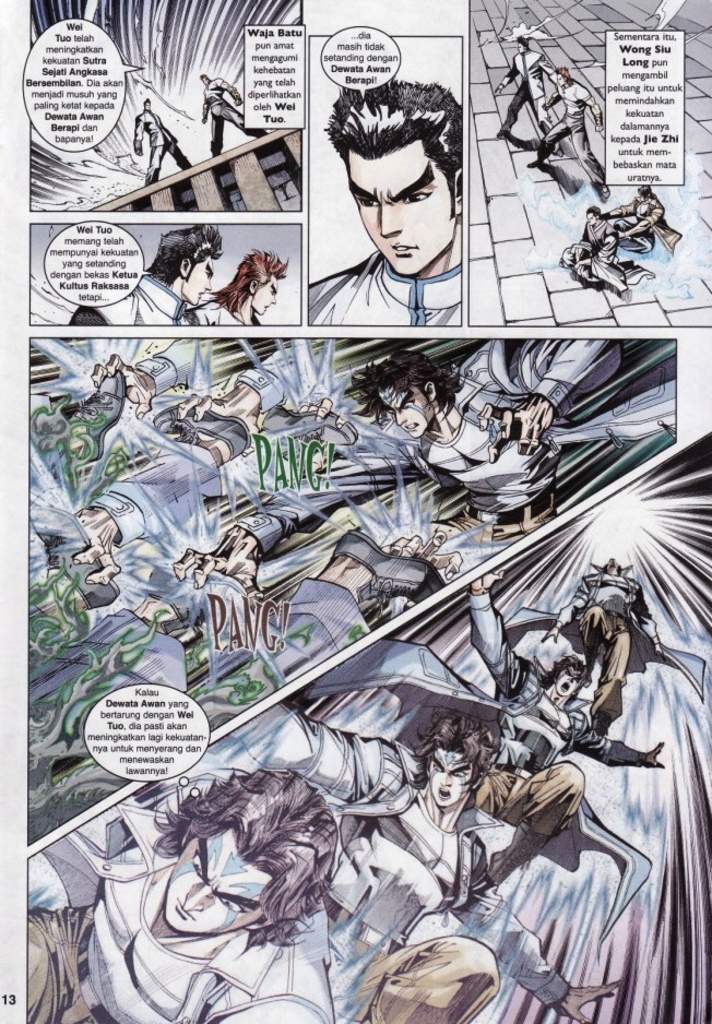 Wei
Tuo telah
meningkatkan
kekuatan Sutra
Sejati Angkasa
Bersembilan. Dia akan
menjadi musuh yang
paling ketat kepada
Dewata Awan
Berapi dan
bapanya!
Waja Batu
pun amat
mengagumi
kehebatan
yang telah
diperlihatkan
oleh Wei
Tuo.
...dia
masih tidak
setanding dengan
Dewata Awan
Berapi!
Sementara itu,
Wong Siu
Long pun
mengambil
peluang itu untuk
memindahkan
dalamannya
kepada Jie Zhi
untuk mem-
bebaskan mata
uratnya.
Wei Tuo
memang telah
mempunyai kekuatan
yang setanding
dengan bekas Ketua
Kultus Raksasa
tetapi...
PANG!
PANG!
Kalau
Dewata Awan yang
bertarung dengan Wei
Tuo, dia pasti akan
meningkatkan lagi kekuatan-
nya untuk menyerang dan
menewaskan
lawannya!
13